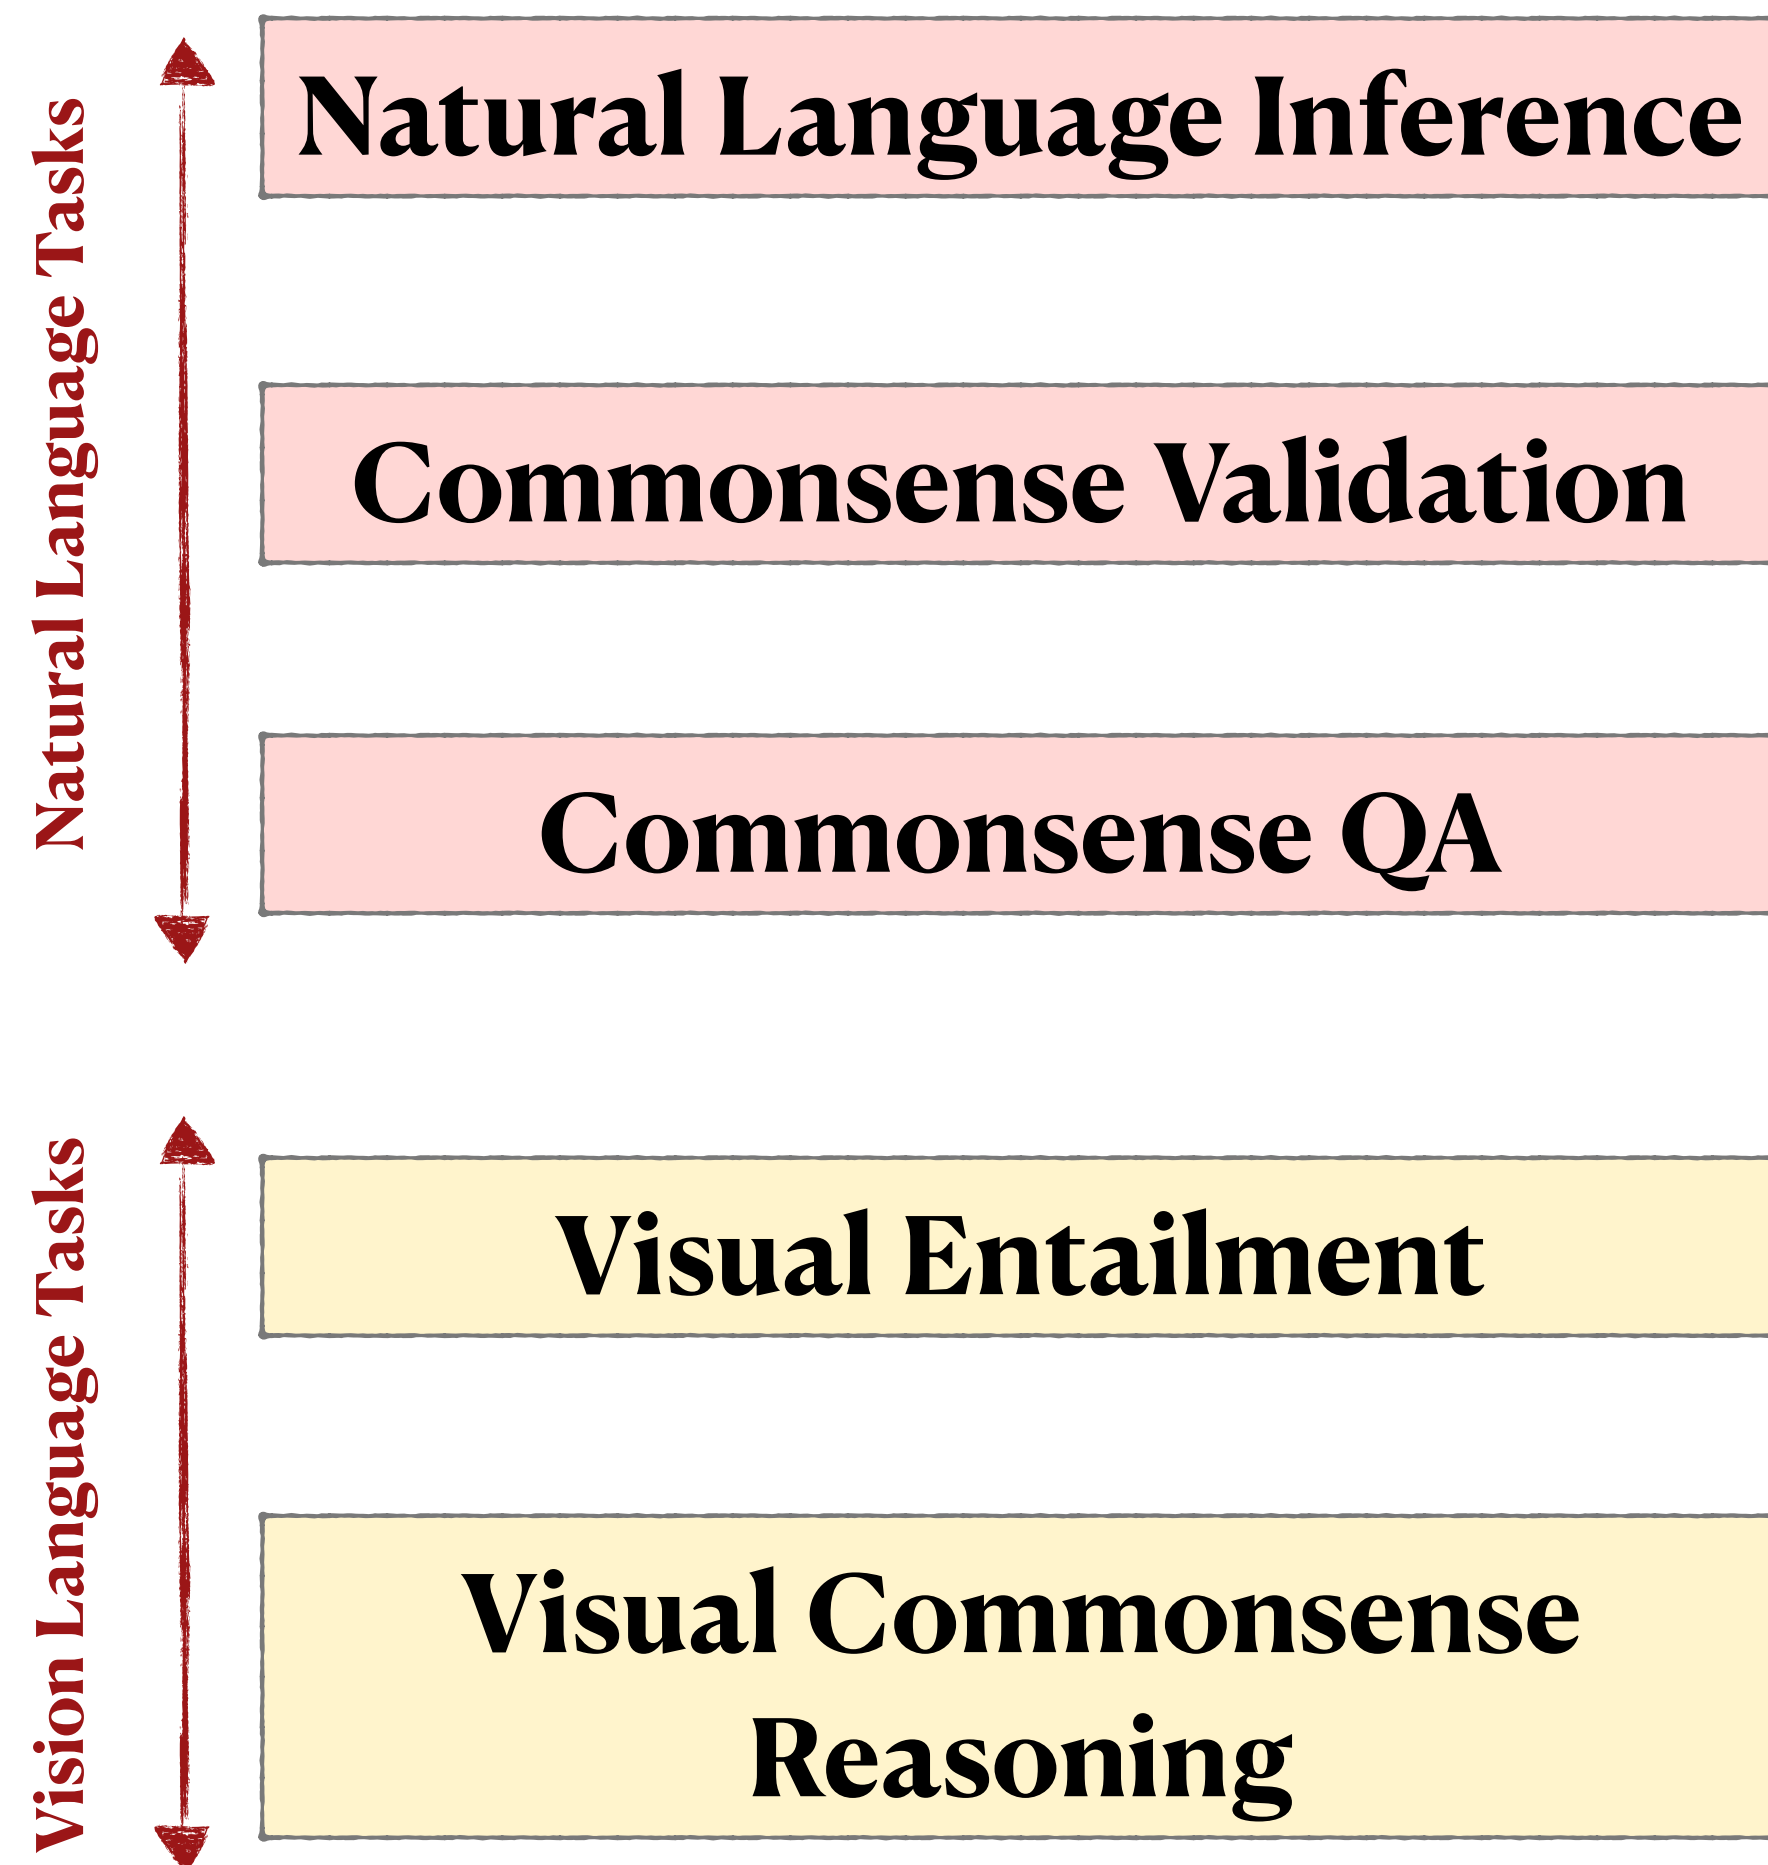 Natural Language Tasks
Natural Language Inference
Commonsense Validation
Commonsense QA
Vision Language Tasks
Visual Entailment
Visual Commonsense
Reasoning